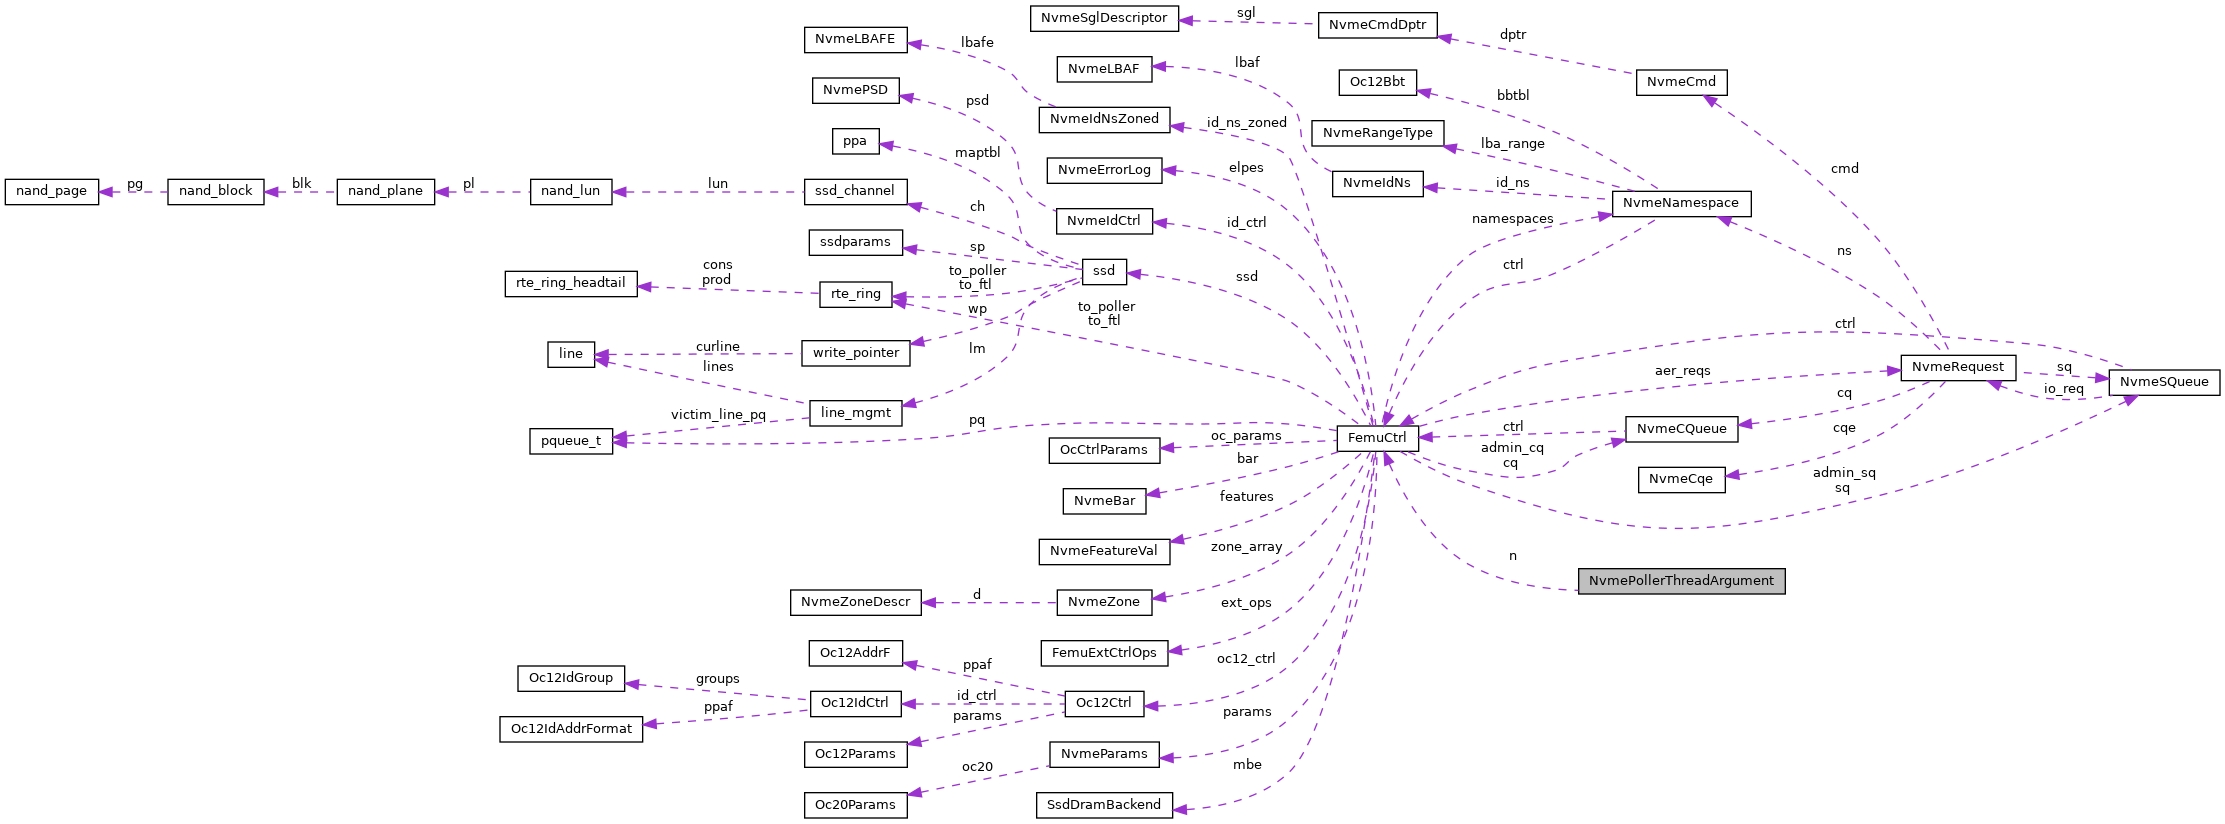 NvmeSglDescriptor
sgl
NvmeCmdDptr
dptr
NvmeLBAFE
lbafe
NvmeLBAF
lbaf
Oc12Bbt
bbtbl
NvmeCmd
NvmePSD
psd
NvmeIdNsZoned
id_ns_zoned
NvmeRangeType
lba_range
ppa
maptbl
NvmeErrorLog
elpes
cmd
nand_page
pg
nand_block
blk
nand_plane
pl
nand_lun
lun
ssd_channel
ch
NvmeIdNs
id_ns
NvmeNamespace
NvmeIdCtrl
id_ctrl
namespaces
ssdparams
sp
ns
ssd
ssd
ctrl
rte_ring_headtail
cons
prod
rte_ring
to_poller
to_ftl
wp
to_poller
to_ftl
ctrl
line
curline
lines
write_pointer
lm
aer_reqs
NvmeRequest
sq
io_req
NvmeSQueue
victim_line_pq
line_mgmt
pq
cq
pqueue_t
OcCtrlParams
oc_params
FemuCtrl
ctrl
NvmeCQueue
cqe
admin_cq
cq
bar
NvmeCqe
admin_sq
sq
NvmeBar
features
NvmeFeatureVal
zone_array
n
NvmePollerThreadArgument
NvmeZoneDescr
d
NvmeZone
ext_ops
FemuExtCtrlOps
Oc12AddrF
ppaf
oc12_ctrl
Oc12IdGroup
groups
Oc12IdCtrl
id_ctrl
Oc12Ctrl
ppaf
params
params
Oc12IdAddrFormat
Oc12Params
NvmeParams
oc20
mbe
Oc20Params
SsdDramBackend